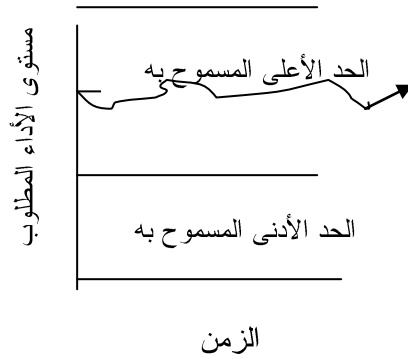 الحد الأعلى المسموح به
مستوى الأداء المطلوب
الحد الأدنى المسموح به
الزمن